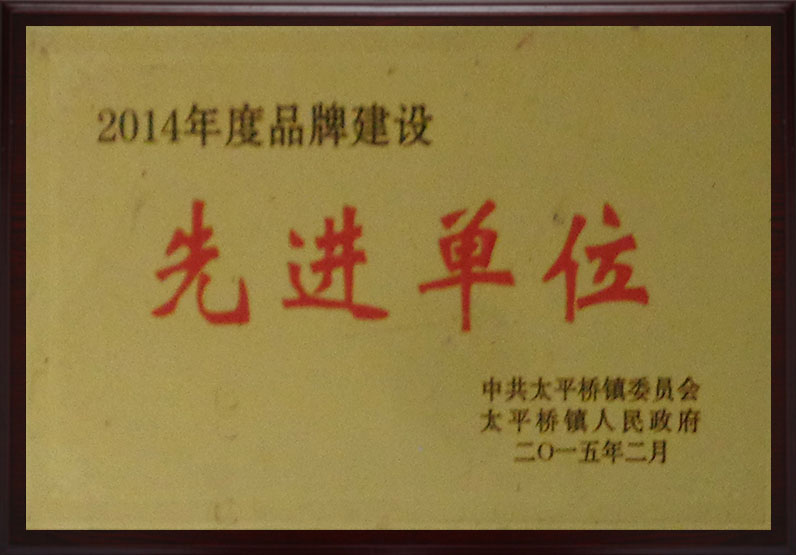 2014年度品牌建设
先进单位
中共太平桥镇委员会
太平桥镇人民政府
二〇一五年二月